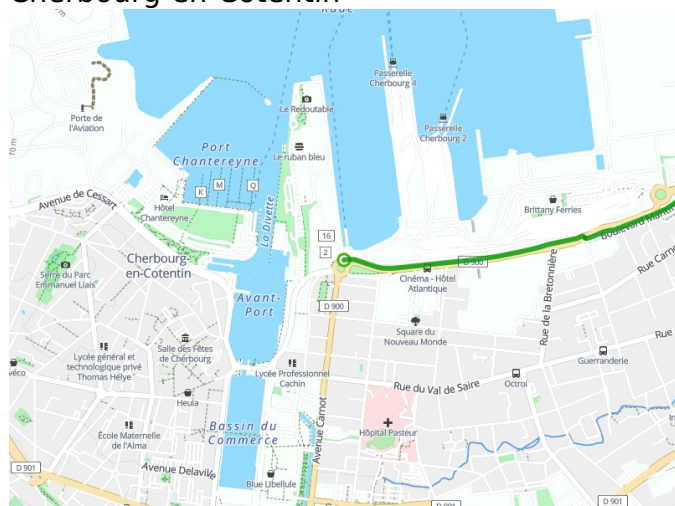 Cherbourg-en-Cotentin
Rade
Passerelle
Cherbourg 4
Porte de
l'Aviation
70 m
Le Redoutable
Port
Chantereyne
Passerelle
Cherbourg 2
Le ruban bleu
K
M
Q
Avenue de Cessart
Hôtel
Chantereyne
La Divette
Brittany Ferries
16
2
Boulevard
Cherbourg-
en-Cotentin
Serre du Parc
Emmanuel Liais
D 900
Cinéma - Hôtel
Atlantique
Rue Carnot
Rue de la Bretonnière
Avant-
Port
D 900
Square du
Nouveau Monde
Lycée général et
technologique privé
Thomas Hélye
Salle des Fêtes
de Cherbourg
Rue
Guerranderie
Lycée Professionnel
Cachin
Rue du Val de Saire
Octroi
Heula
École Maternelle
de l'Alma
Bassin du
Commerce
Avenue Carnot
Hôpital Pasteur
D 901
Avenue Delaville
Blue Libellule
D 901
D 901